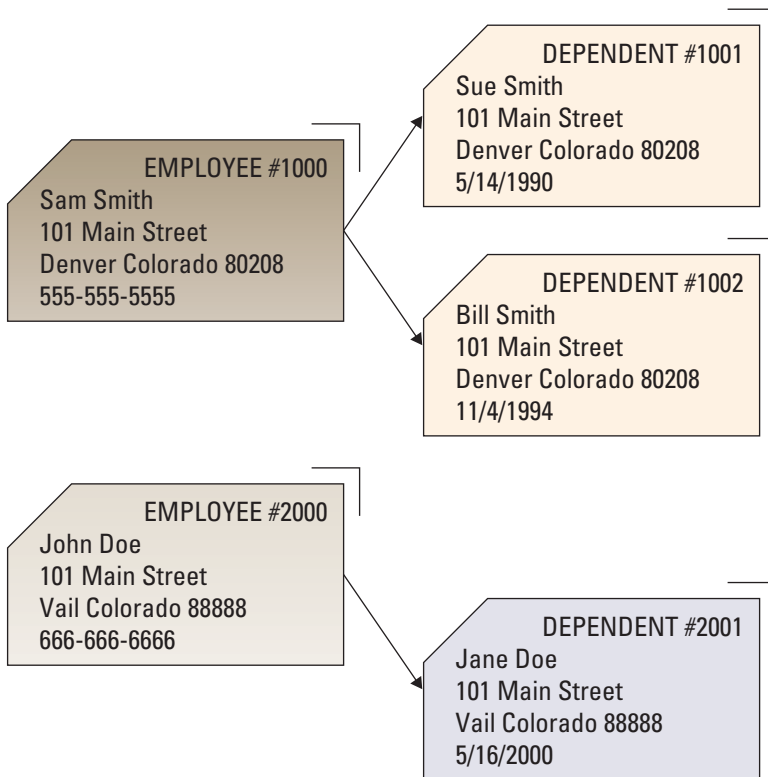 DEPENDENT #1001
Sue Smith
101 Main Street
Denver Colorado 80208
5/14/1990
EMPLOYEE #1000
Sam Smith
101 Main Street
Denver Colorado 80208
555-555-5555
DEPENDENT #1002
Bill Smith
101 Main Street
Denver Colorado 80208
11/4/1994
EMPLOYEE #2000
John Doe
101 Main Street
Vail Colorado 88888
666-666-6666
DEPENDENT #2001
Jane Doe
101 Main Street
Vail Colorado 88888
5/16/2000